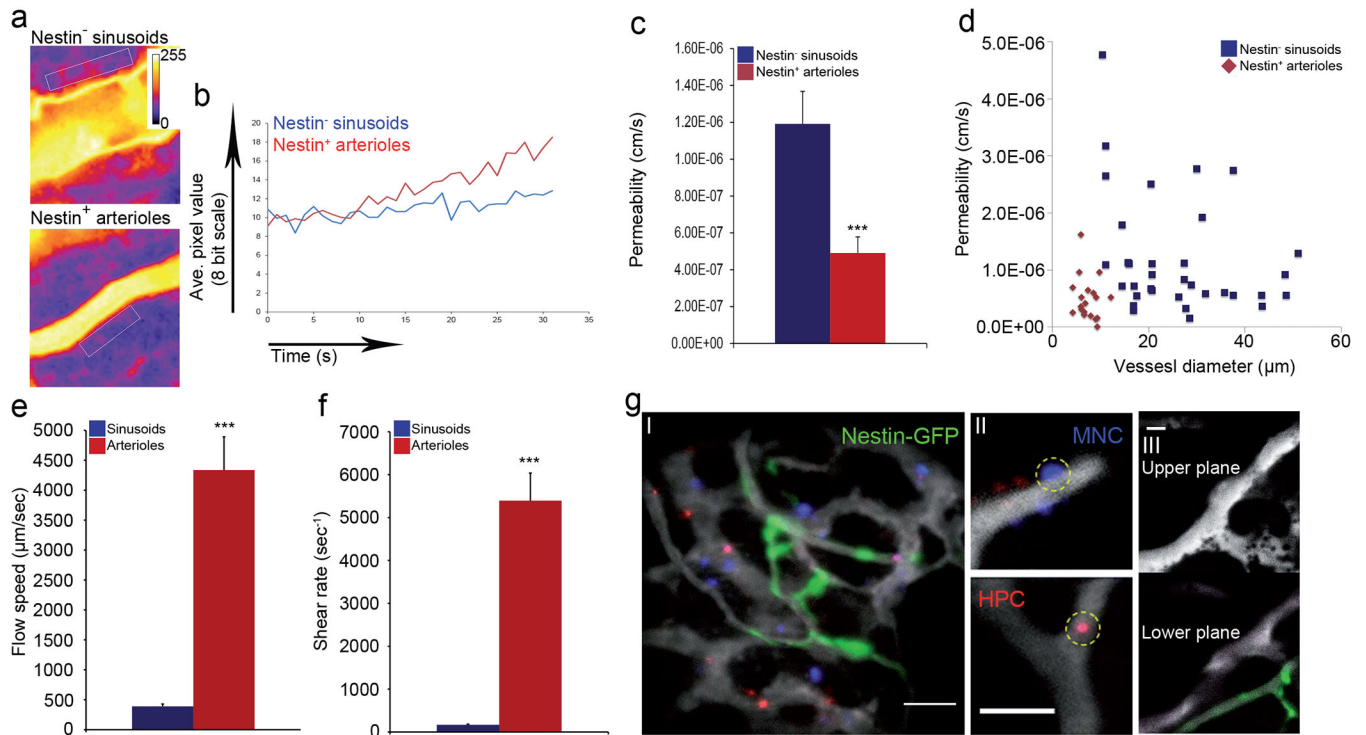 a
Nestin⁻ sinusoids
255
0
Nestin⁺ arterioles
b
Nestin⁻ sinusoids
Nestin⁺ arterioles
Ave. pixel value
(8 bit scale)
20
18
16
14
12
10
8
6
4
2
0
0 5 10 15 20 25 30 35
Time (s)
c
Nestin⁻ sinusoids
Nestin⁺ arterioles
Permeability (cm/s)
1.60E-06
1.40E-06
1.20E-06
1.00E-06
8.00E-07
6.00E-07
4.00E-07
2.00E-07
0.00E+00
***
d
Nestin⁻ sinusoids
Nestin⁺ arterioles
Permeability (cm/s)
5.0E-06
4.0E-06
3.0E-06
2.0E-06
1.0E-06
0.0E+00
0 20 40 60
Vessesl diameter (µm)
e
Sinusoids
Arterioles
Flow speed (µm/sec)
5000
4500
4000
3500
3000
2500
2000
1500
1000
500
0
***
f
Sinusoids
Arterioles
Shear rate (sec⁻¹)
7000
6000
5000
4000
3000
2000
1000
0
***
g
I
Nestin-GFP
II
MNC
HPC
III
Upper plane
Lower plane